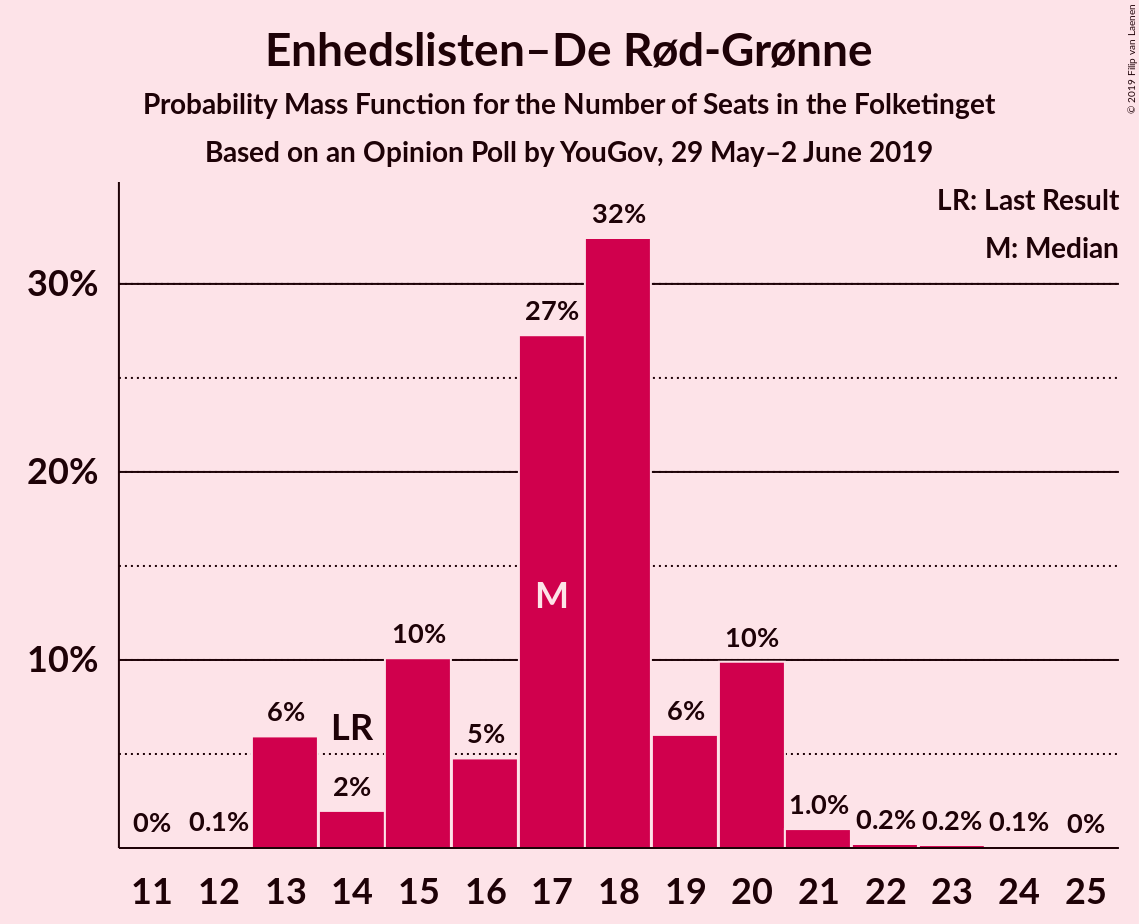 Enhedslisten–De Rød-Grønne
Probability Mass Function for the Number of Seats in the Folketinget
Based on an Opinion Poll by YouGov, 29 May–2 June 2019
© 2019 Filip van Laenen
LR: Last Result
M: Median
30%
20%
10%
0%
0.1%
6%
LR
2%
10%
5%
27%
M
32%
6%
10%
1.0%
0.2%
0.2%
0.1%
0%
11 12 13 14 15 16 17 18 19 20 21 22 23 24 25